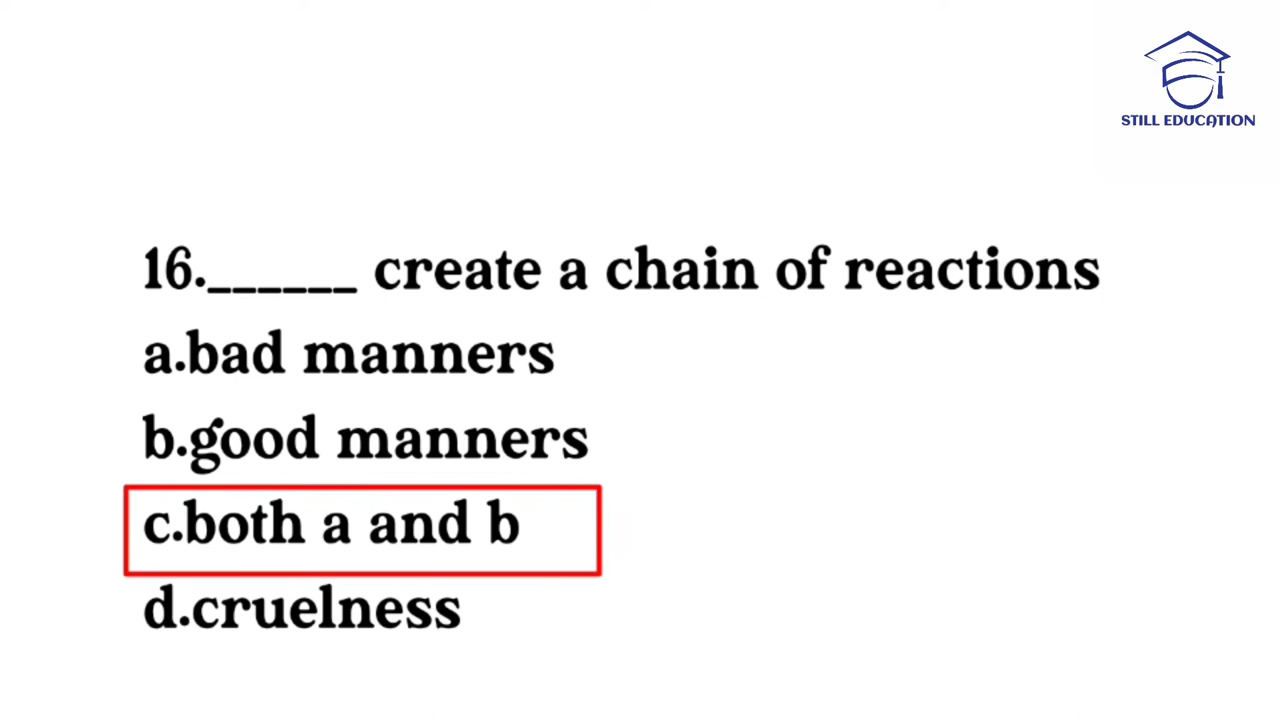 STILL EDUCATION
16.______ create a chain of reactions
a.bad manners
b.good manners
c.both a and b
d.cruelness